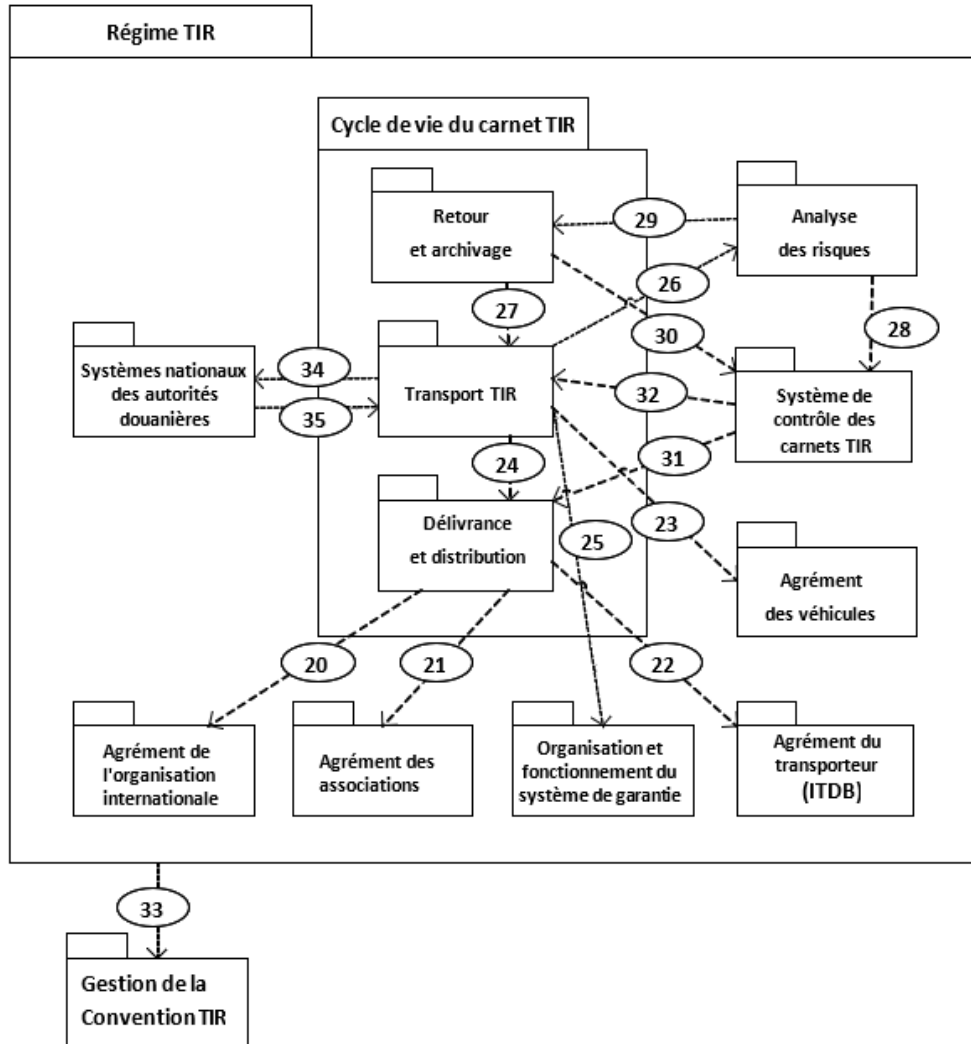 Régime TIR
Cycle de vie du carnet TIR
Retour
et archivage
29
Analyse
des risques
26
27
30
28
Systèmes nationaux
des autorités
douanières
34
35
Transport TIR
32
Système de
contrôle des
carnets TIR
31
24
23
Délivrance
et distribution
25
Agrément
des véhicules
20
21
22
Agrément de
l'organisation
internationale
Agrément des
associations
Organisation et
fonctionnement du
système de garantie
Agrément du
transporteur
(ITDB)
33
Gestion de la
Convention TIR